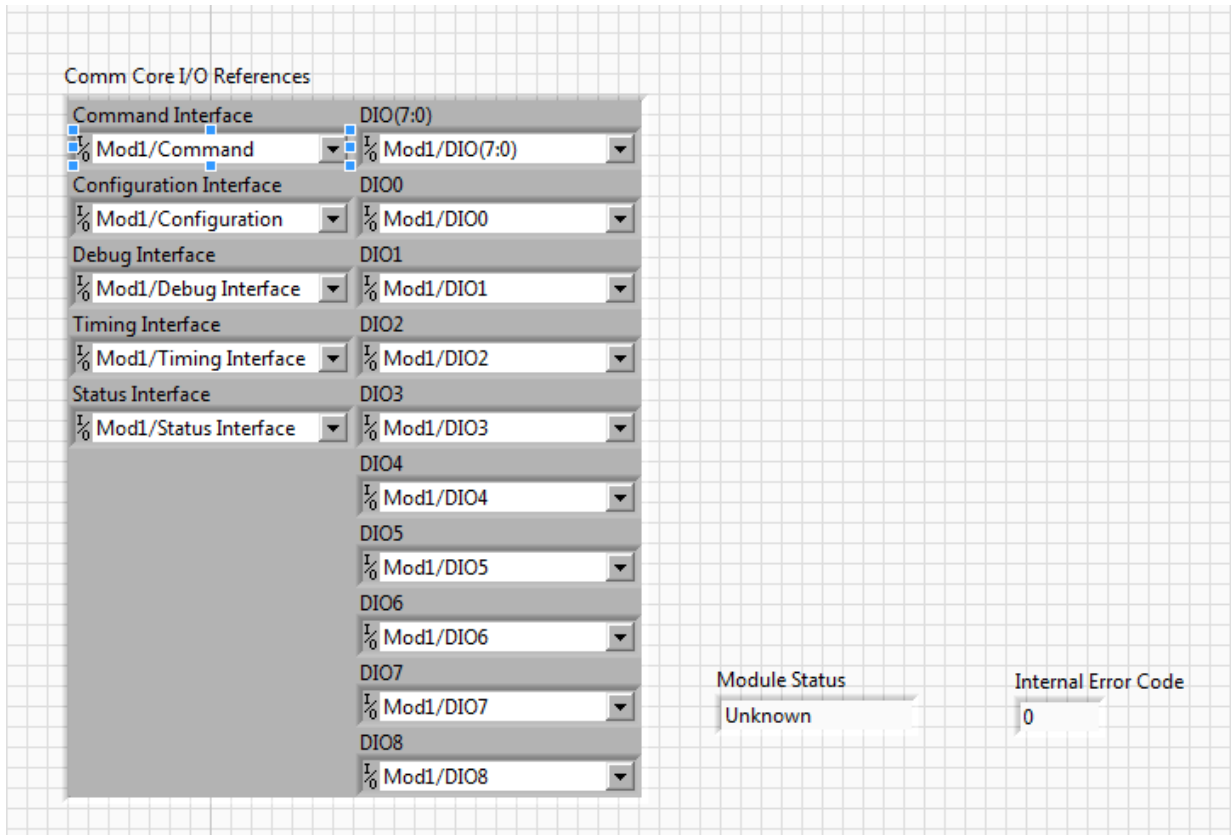 Comm Core I/O References
Command Interface
Mod1/Command
Configuration Interface
Mod1/Configuration
Debug Interface
Mod1/Debug Interface
Timing Interface
Mod1/Timing Interface
Status Interface
Mod1/Status Interface
DIO(7:0)
Mod1/DIO(7:0)
DIO0
Mod1/DIO0
DIO1
Mod1/DIO1
DIO2
Mod1/DIO2
DIO3
Mod1/DIO3
DIO4
Mod1/DIO4
DIO5
Mod1/DIO5
DIO6
Mod1/DIO6
DIO7
Mod1/DIO7
DIO8
Mod1/DIO8
Module Status
Unknown
Internal Error Code
0